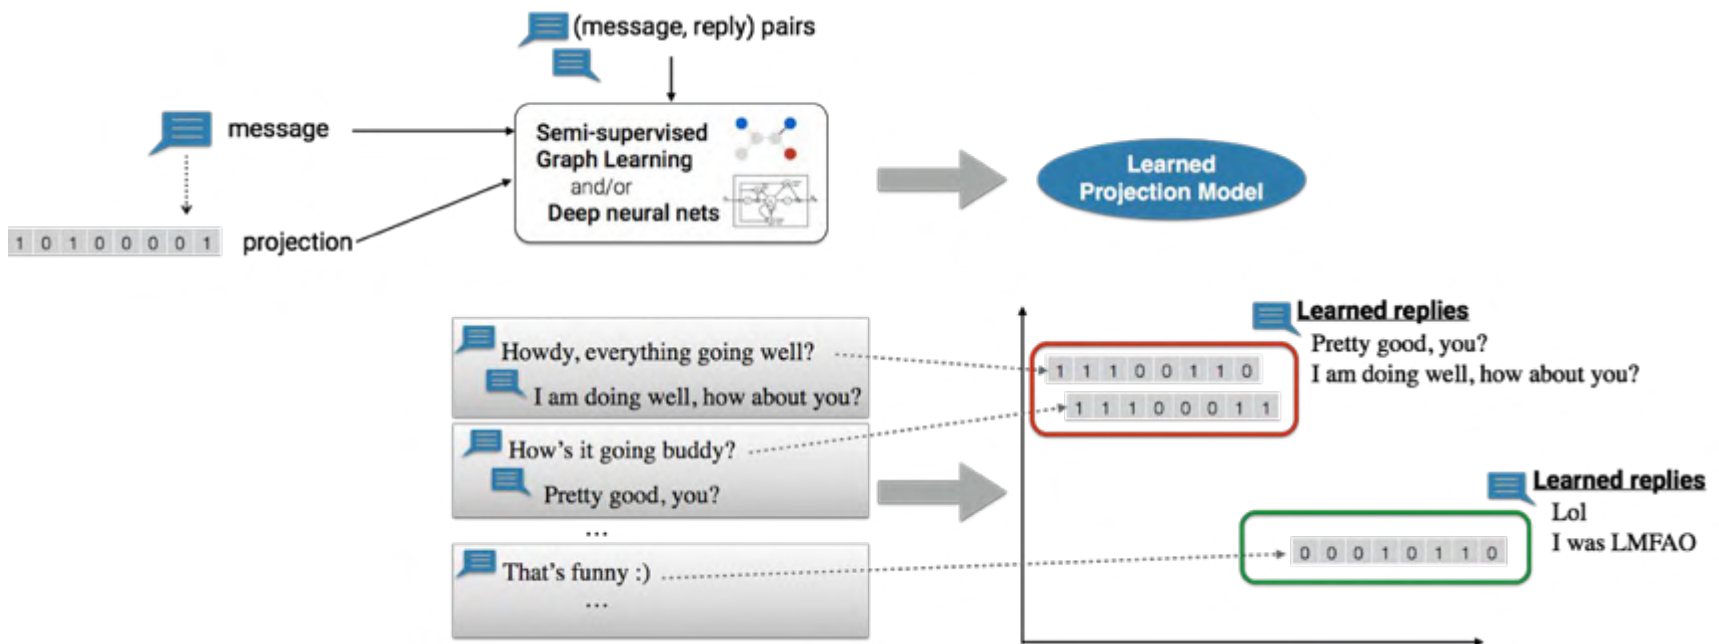 (message, reply) pairs
message
Semi-supervised
Graph Learning
and/or
Deep neural nets
Learned
Projection Model
1 0 1 0 0 0 0 1
projection
Howdy, everything going well?
I am doing well, how about you?
How's it going buddy?
Pretty good, you?
...
That's funny :)
...
1 1 1 0 0 1 1 0
1 1 1 0 0 0 1 1
Learned replies
Pretty good, you?
I am doing well, how about you?
0 0 0 1 0 1 1 0
Learned replies
Lol
I was LMFAO